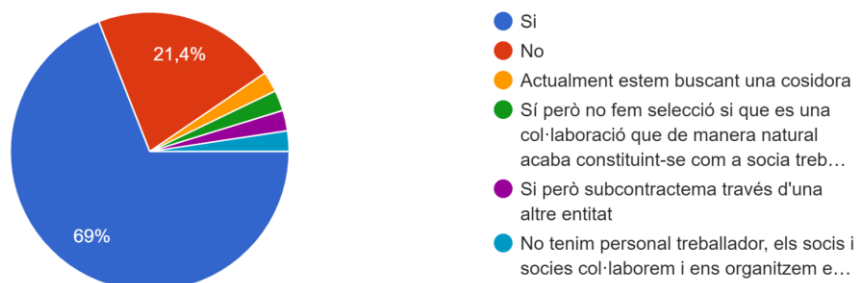 21,4%
69%
Si
No
Actualment estem buscant una cosidora
Sí però no fem selecció si que es una
col·laboració que de manera natural
acaba constituint-se com a socia treb…
Si però subcontractema través d'una
altre entitat
No tenim personal treballador, els socis i
socies col·laborem i ens organitzem e…